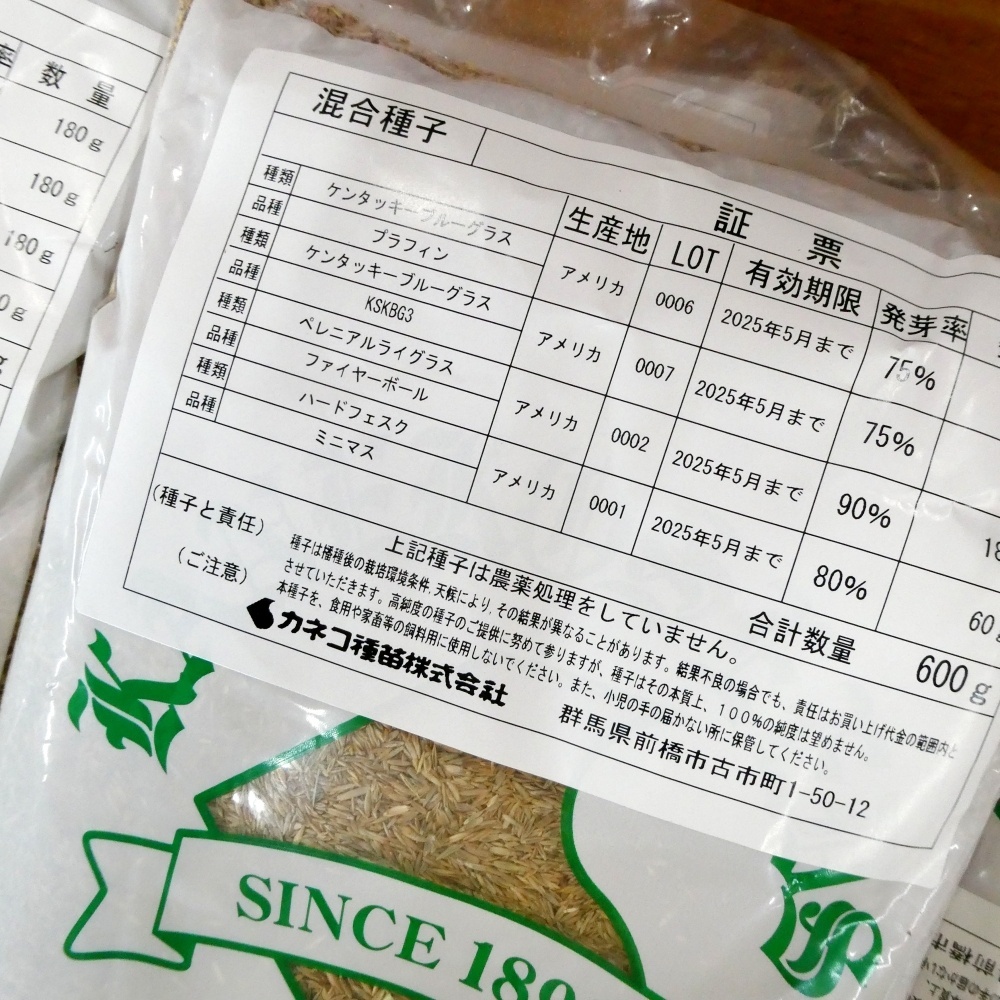 数量
180g
180g
180g
混合種子
証 票
種類 ケンタッキーブルーグラス
品種 プラフィン
種類 ケンタッキーブルーグラス
品種 KSKBG3
種類 ペレニアルライグラス
品種 ファイヤーボール
種類 ハードフェスク
品種 ミニマス
生産地 LOT 有効期限 発芽率
アメリカ 0006 2025年5月まで 75%
アメリカ 0007 2025年5月まで 75%
アメリカ 0002 2025年5月まで 90%
アメリカ 0001 2025年5月まで 80% 60g
上記種子は農薬処理をしていません。 合計数量 600g
(種子と責任) 種子は播種後の栽培環境条件、天候により、その結果が異なることがあります。結果不良の場合でも、責任はお買い上げ代金の範囲内と
させていただきます。高純度の種子のご提供に努めて参りますが、種子はその本質上、100%の純度は望めません。
(ご注意) 本種子を、食用や家畜等の飼料用に使用しないでください。また、小児の手の届かない所に保管してください。
カネコ種苗株式会社 群馬県前橋市古市町1-50-12
SINCE 189